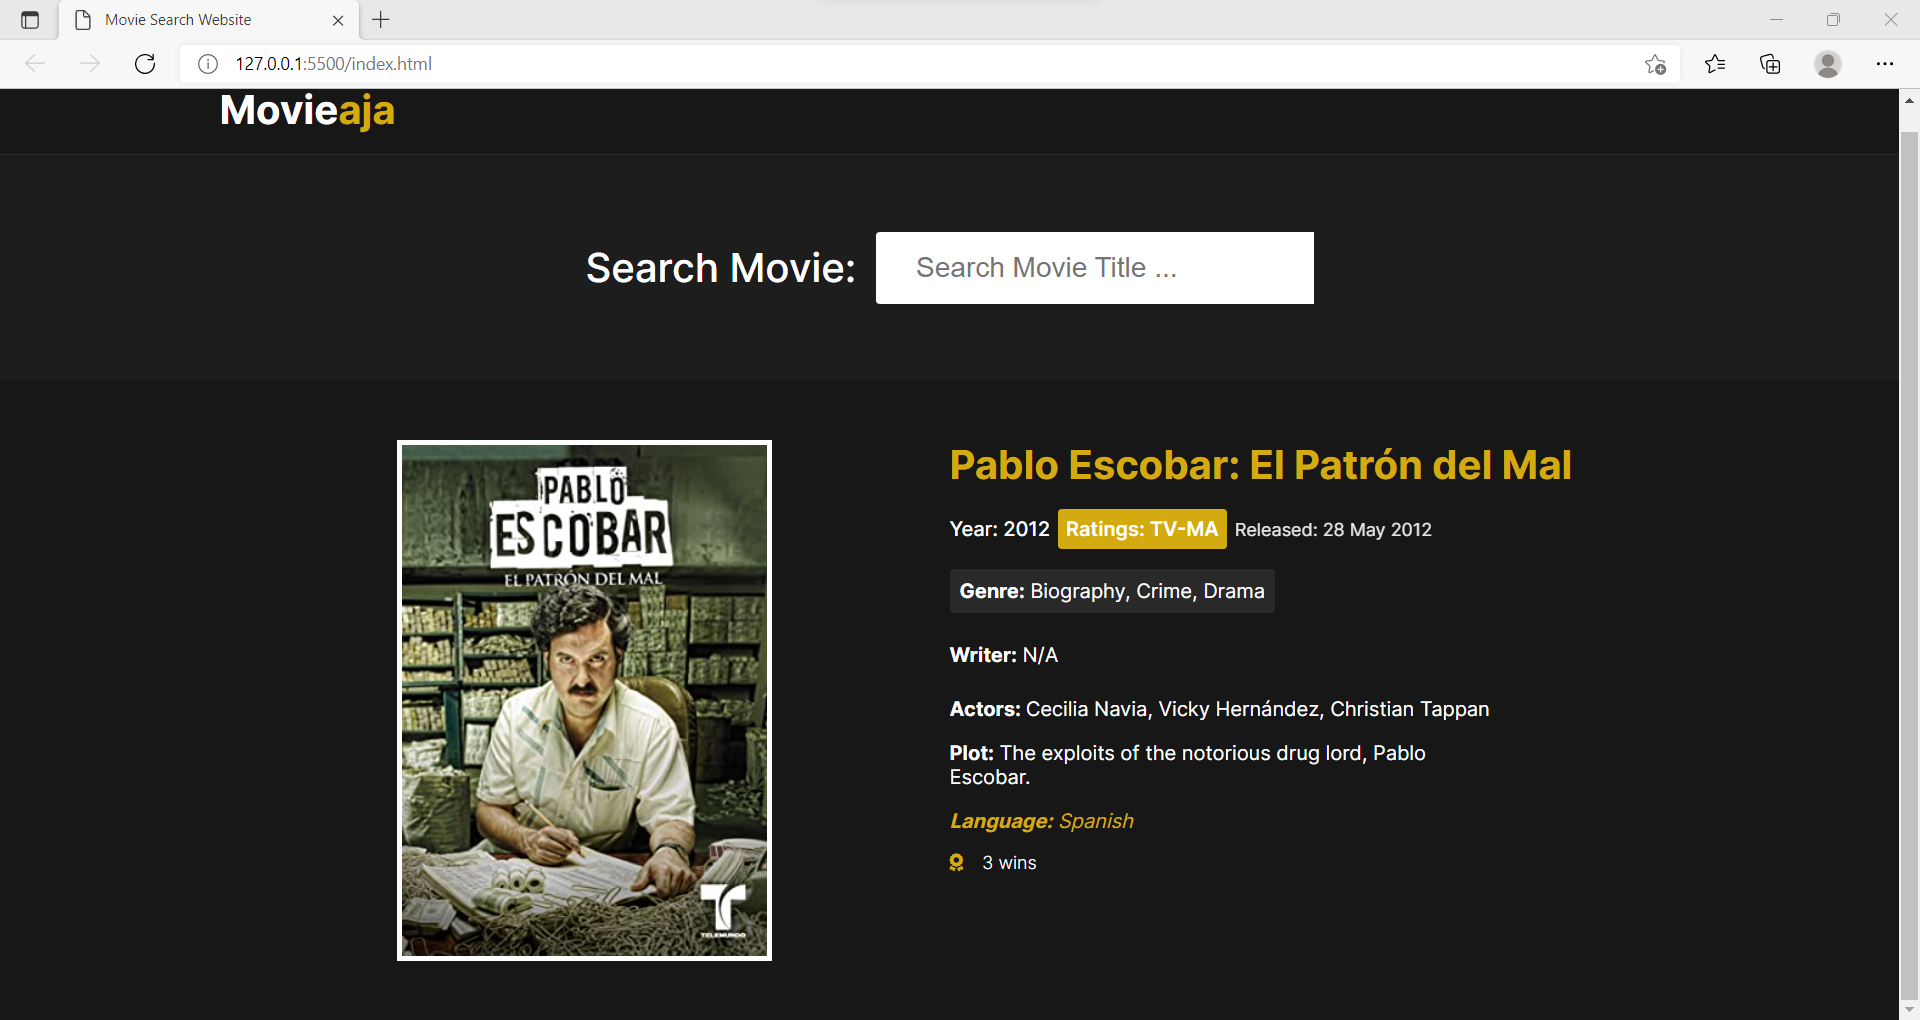 Movie Search Website
127.0.0.1:5500/index.html
Movieaja
Search Movie:
Search Movie Title ...
PABLO
ESCOBAR
EL PATRÓN DEL MAL
TELEMUNDO
Pablo Escobar: El Patrón del Mal
Year: 2012 Ratings: TV-MA Released: 28 May 2012
Genre: Biography, Crime, Drama
Writer: N/A
Actors: Cecilia Navia, Vicky Hernández, Christian Tappan
Plot: The exploits of the notorious drug lord, Pablo
Escobar.
Language: Spanish
3 wins